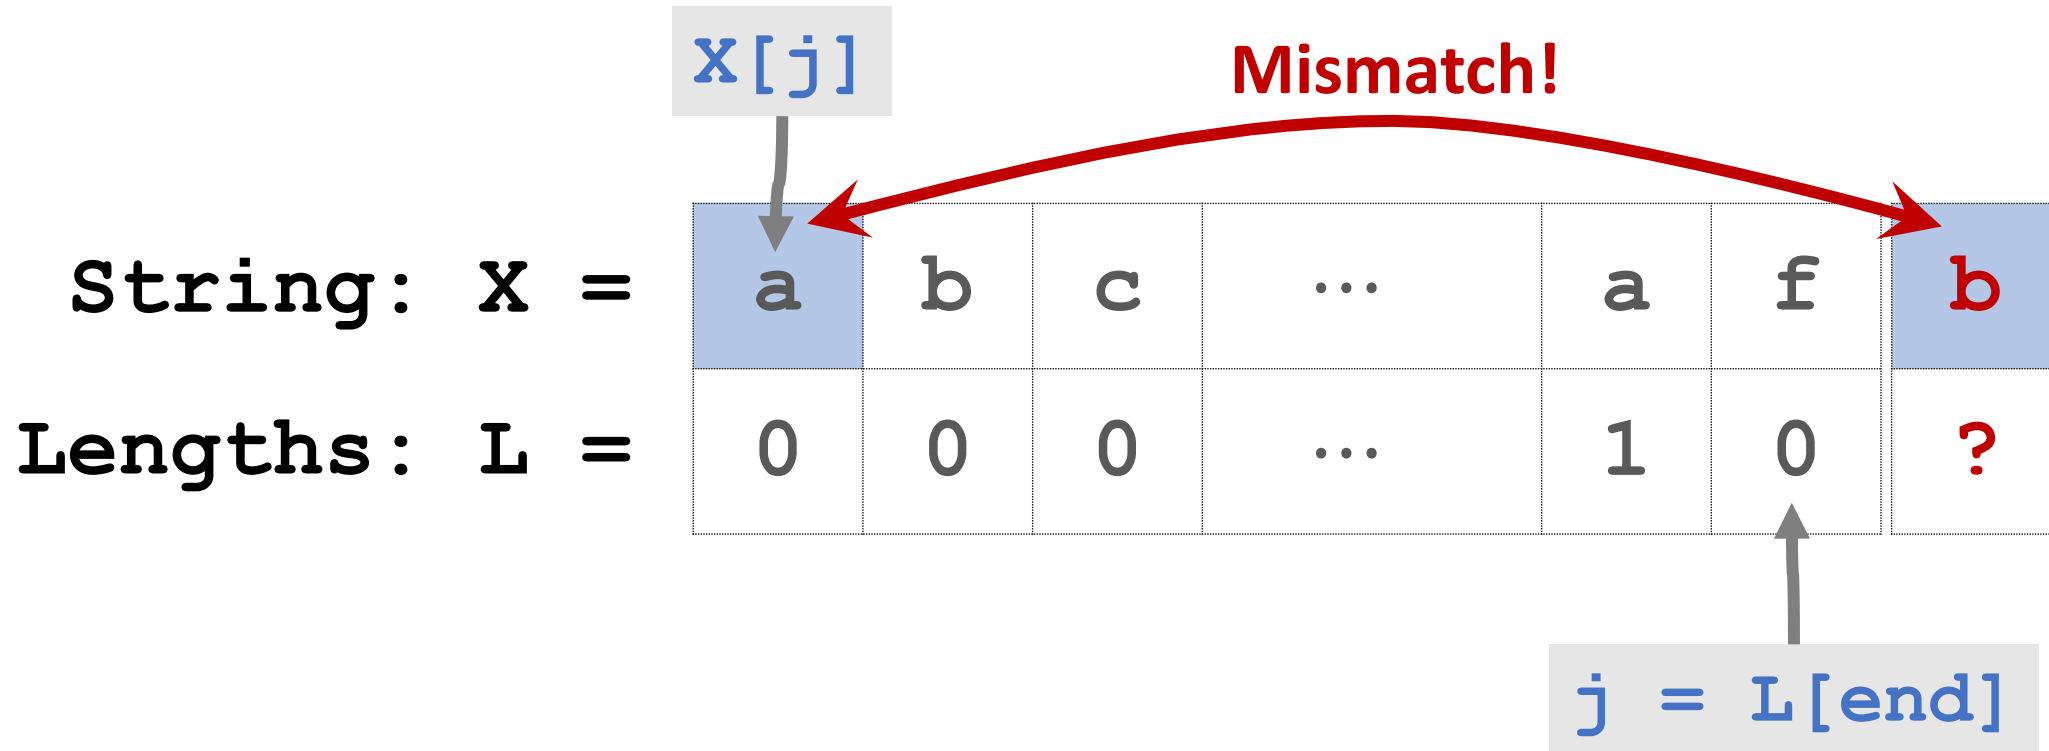 X[j]
Mismatch!
String: X = a b c ... a f b
Lengths: L = 0 0 0 ... 1 0 ?
j = L[end]